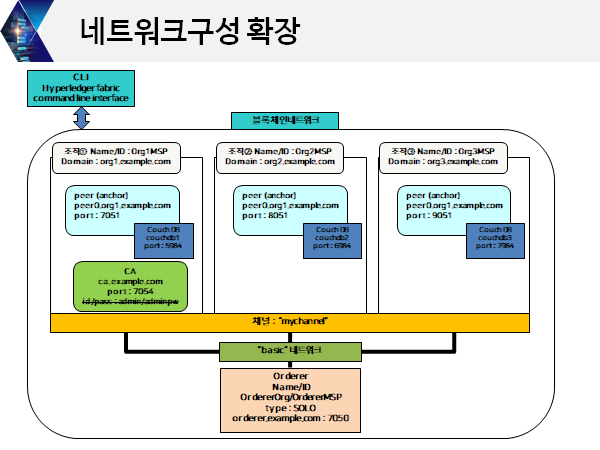 네트워크구성 확장
CLI
Hyperledger fabric
command line interface
블록체인네트워크
조직① Name/ID : Org1MSP
Domain : org1.example.com
조직② Name/ID : Org2MSP
Domain : org2.example.com
조직③ Name/ID : Org3MSP
Domain : org3.example.com
peer (anchor)
peer0.org1.example.com
port : 7051
Couch DB
couchdb1
port : 5984
peer (anchor)
peer0.org1.example.com
port : 8051
Couch DB
couchdb2
port : 6984
peer (anchor)
peer0.org1.example.com
port : 9051
Couch DB
couchdb3
port : 7984
CA
ca.example.com
port : 7054
id/pass : admin/adminpw
채널 : "mychannel"
"basic" 네트워크
Orderer
Name/ID
OrdererOrg/OrdererMSP
type : SOLO
orderer.example.com : 7050